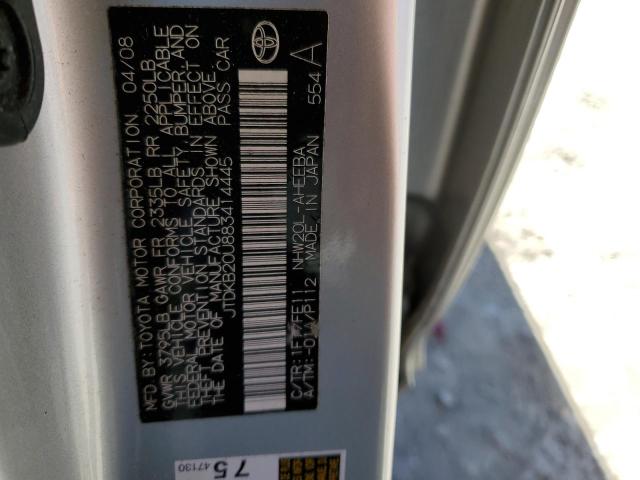 MFD BY: TOYOTA MOTOR CORPORATION 04/08
GVWR 3795LB GAWR FR 2335LB RR 2250LB
THIS VEHICLE CONFORMS TO ALL APPLICABLE
FEDERAL MOTOR VEHICLE SAFETY, BUMPER, AND
THEFT PREVENTION STANDARDS IN EFFECT ON
THE DATE OF MANUFACTURE SHOWN ABOVE
JTDKB20U883414445 PASS CAR
C/TR: 1F7/FE11 NHW20L-AHEEBA
A/TM: -01A/P112 MADE IN JAPAN 554 A
75
47130